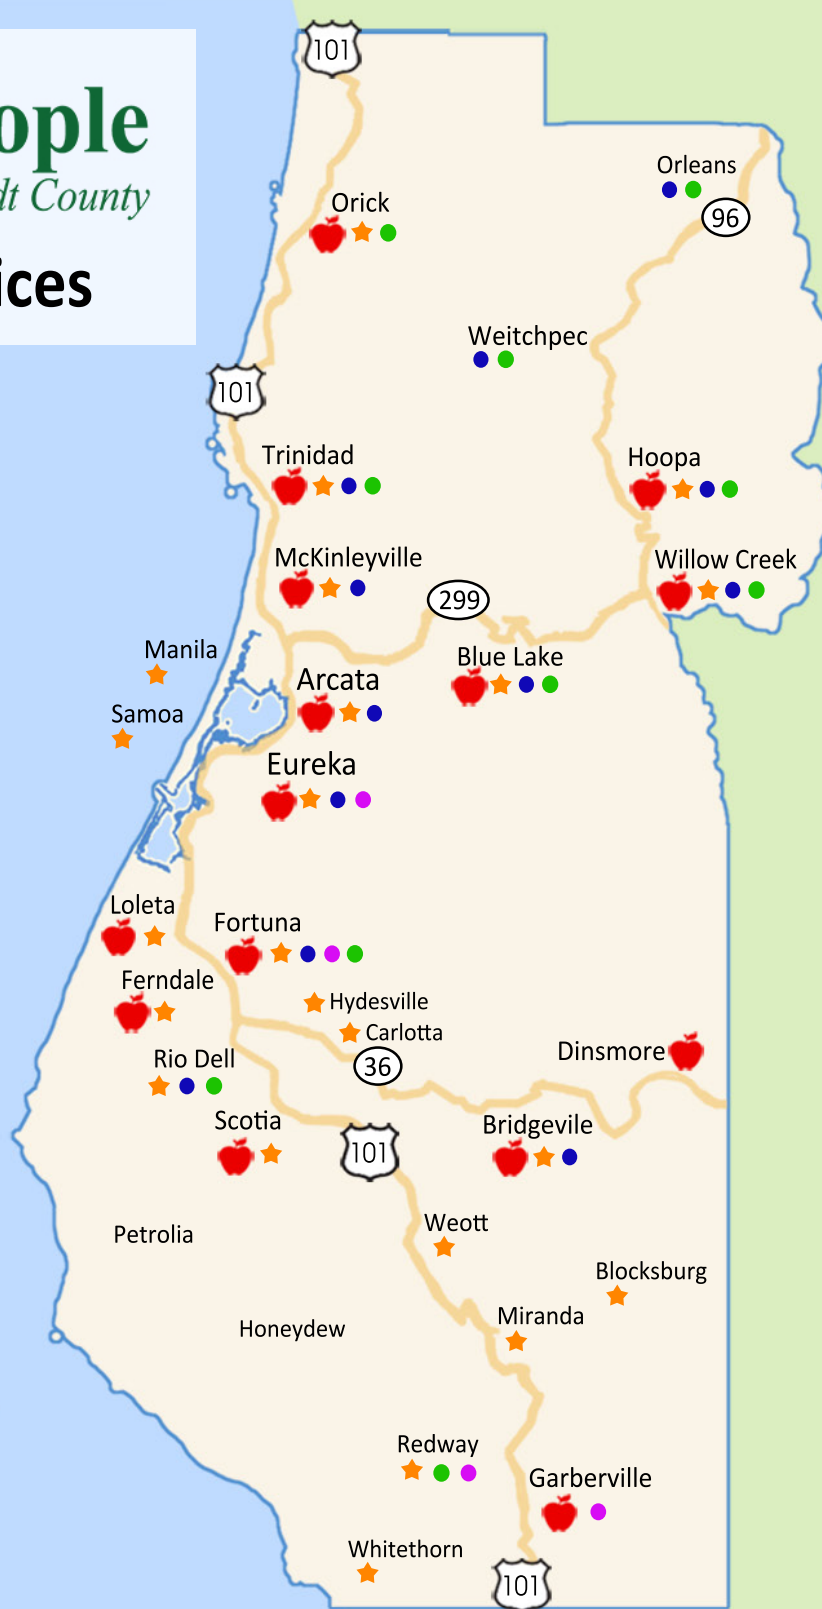 ople
dt County
ices
101
Orleans
96
Orick
Weitchpec
101
Trinidad
Hoopa
McKinleyville
Willow Creek
299
Manila
Blue Lake
Arcata
Samoa
Eureka
Loleta
Fortuna
Ferndale
Hydesville
Carlotta
36
Dinsmore
Rio Dell
Scotia
Bridgevile
101
Weott
Petrolia
Blocksburg
Miranda
Honeydew
Redway
Garberville
Whitethorn
101